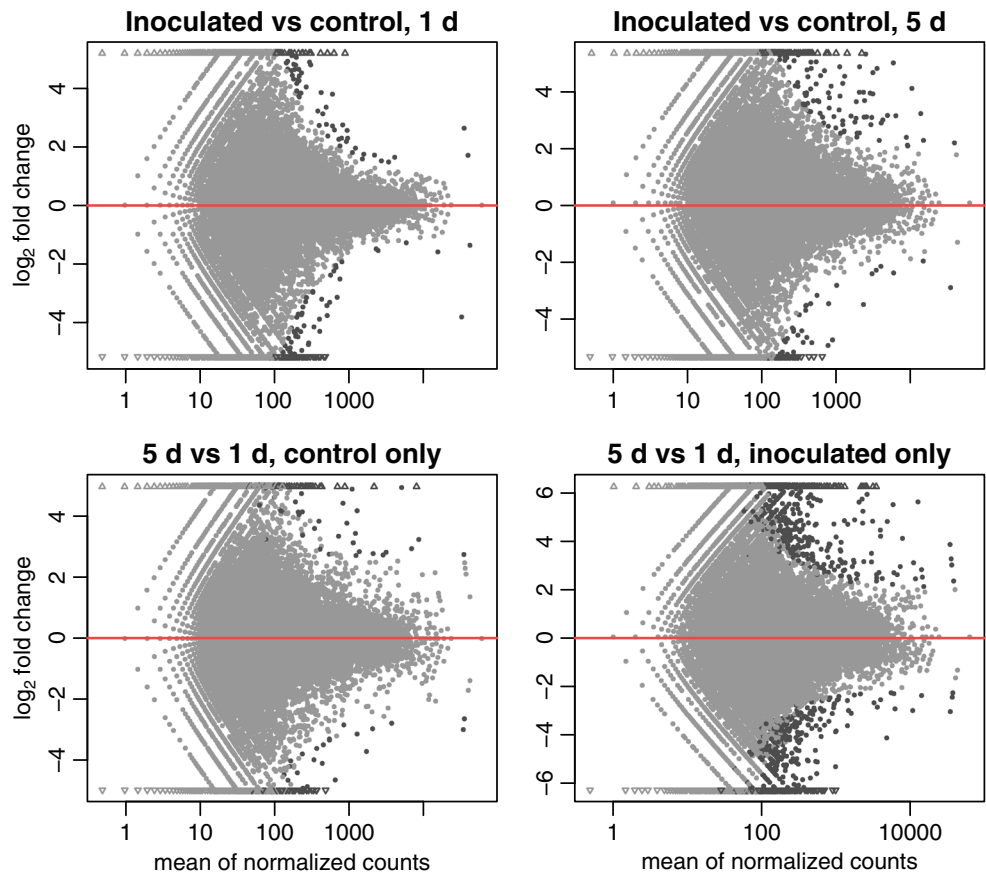 Inoculated vs control, 1 d
Inoculated vs control, 5 d
log₂ fold change
4
2
0
−2
−4
1 10 100 1000
4
2
0
−2
−4
1 10 100 1000
5 d vs 1 d, control only
5 d vs 1 d, inoculated only
log₂ fold change
4
2
0
−2
−4
1 10 100 1000
mean of normalized counts
6
4
2
0
−2
−4
−6
1 100 10000
mean of normalized counts